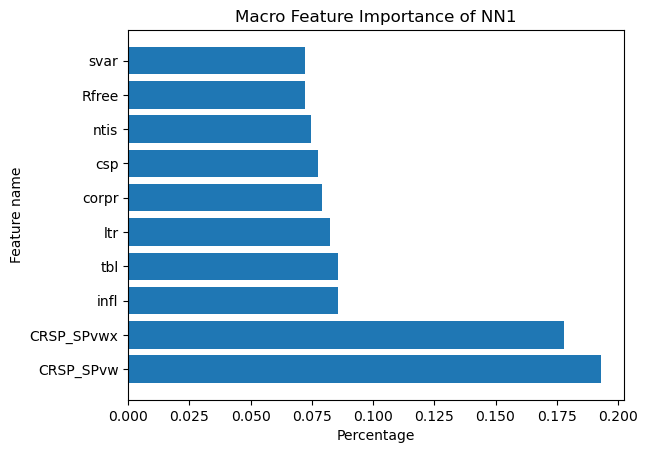 Macro Feature Importance of NN1
Feature name
svar
Rfree
ntis
csp
corpr
ltr
tbl
infl
CRSP_SPvwx
CRSP_SPvw
0.000 0.025 0.050 0.075 0.100 0.125 0.150 0.175 0.200
Percentage